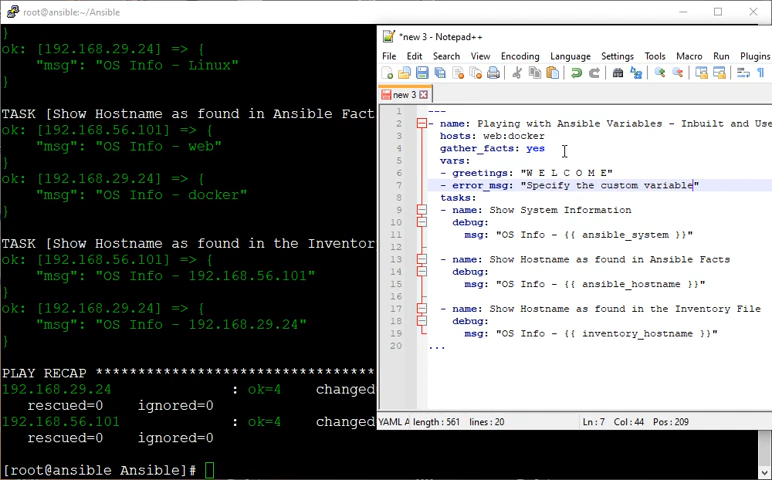 root@ansible:~/Ansible
}
ok: [192.168.29.24] => {
"msg": "OS Info - Linux"
}
TASK [Show Hostname as found in Ansible Fact
ok: [192.168.56.101] => {
"msg": "OS Info - web"
}
ok: [192.168.29.24] => {
"msg": "OS Info - docker"
}
TASK [Show Hostname as found in the Inventor
ok: [192.168.56.101] => {
"msg": "OS Info - 192.168.56.101"
}
ok: [192.168.29.24] => {
"msg": "OS Info - 192.168.29.24"
}
PLAY RECAP **********************************
192.168.29.24 : ok=4 changed
rescued=0 ignored=0
192.168.56.101 : ok=4 changed
rescued=0 ignored=0
[root@ansible Ansible]#
*new 3 - Notepad++
File Edit Search View Encoding Language Settings Tools Macro Run Plugins
new 3
1 ---
2 - name: Playing with Ansible Variables - Inbuilt and Use
3 hosts: web:docker
4 gather_facts: yes
5 vars:
6 - greetings: "W E L C O M E"
7 - error_msg: "Specify the custom variable"
8 tasks:
9 - name: Show System Information
10 debug:
11 msg: "OS Info - {{ ansible_system }}"
12
13 - name: Show Hostname as found in Ansible Facts
14 debug:
15 msg: "OS Info - {{ ansible_hostname }}"
16
17 - name: Show Hostname as found in the Inventory File
18 debug:
19 msg: "OS Info - {{ inventory_hostname }}"
20 ...
YAML A length : 561 lines : 20 Ln : 7 Col : 44 Pos : 209